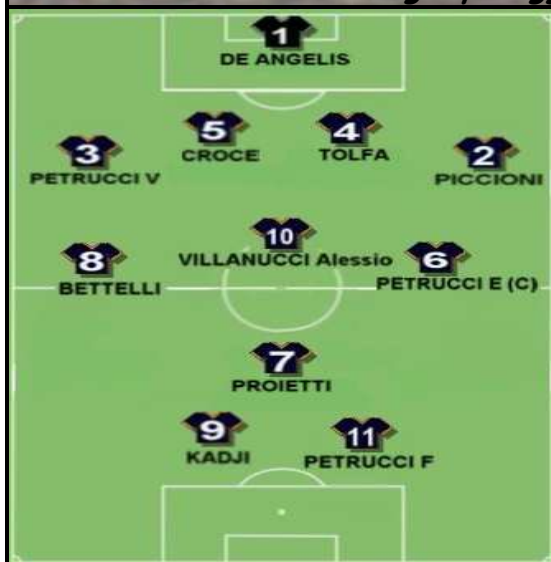 1
DE ANGELIS
5
CROCE
4
TOLFA
3
PETRUCCI V
2
PICCIONI
10
VILLANUCCI Alessio
8
BETTELLI
6
PETRUCCI E (C)
7
PROIETTI
9
KADJI
11
PETRUCCI F